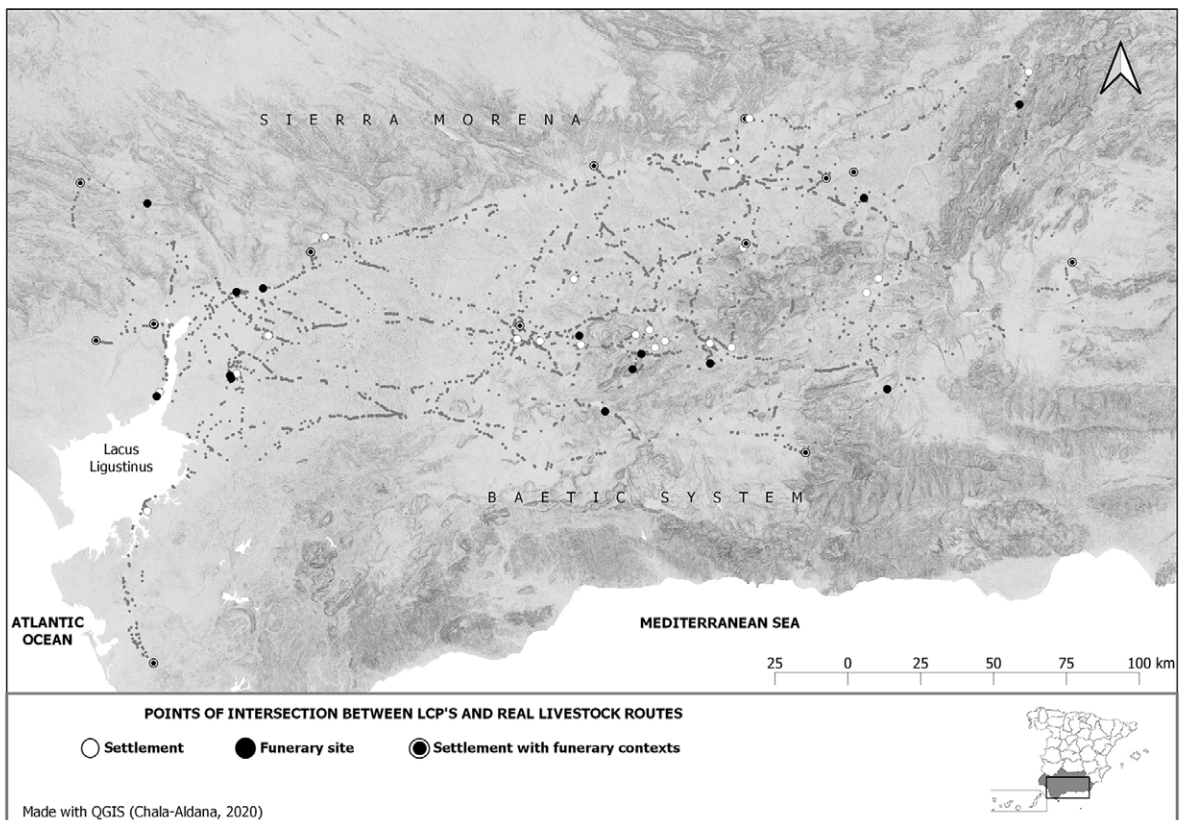 SIERRA MORENA
Lacus
Ligustinus
BAETIC SYSTEM
ATLANTIC
OCEAN
MEDITERRANEAN SEA
25 0 25 50 75 100 km
POINTS OF INTERSECTION BETWEEN LCP'S AND REAL LIVESTOCK ROUTES
Settlement Funerary site Settlement with funerary contexts
Made with QGIS (Chala-Aldana, 2020)